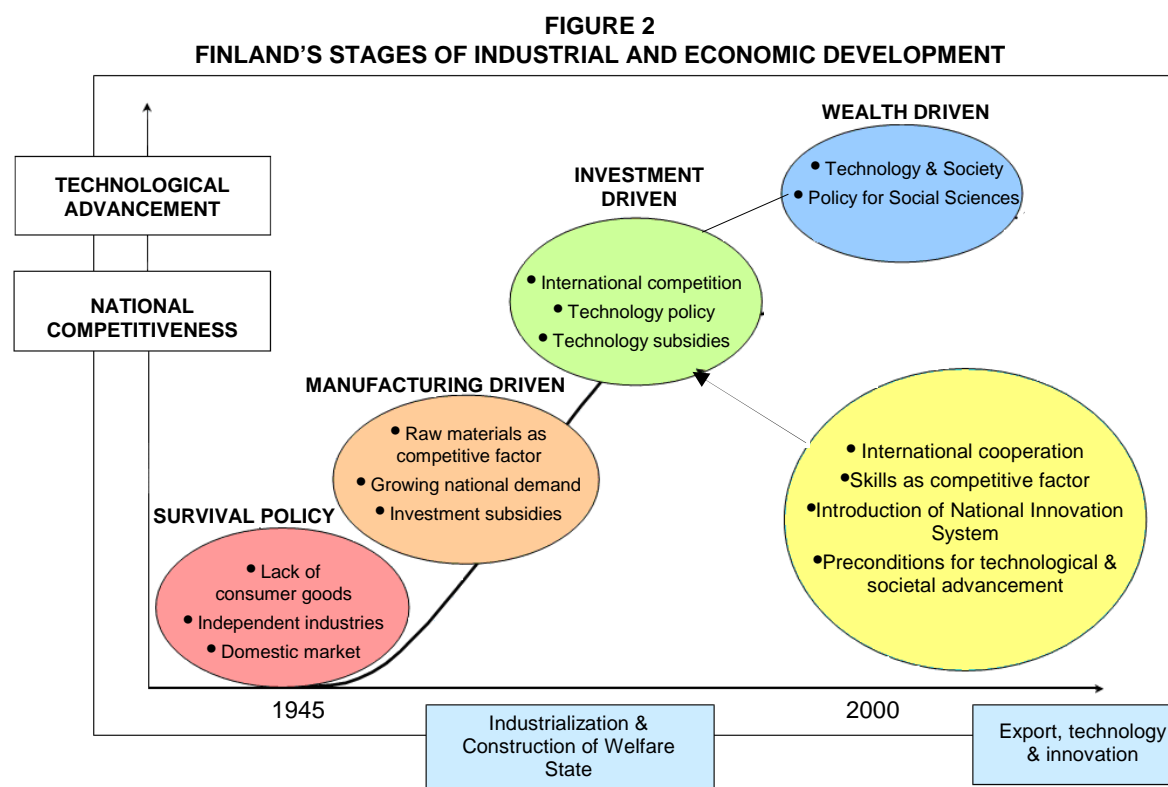 FIGURE 2
FINLAND'S STAGES OF INDUSTRIAL AND ECONOMIC DEVELOPMENT
WEALTH DRIVEN
• Technology & Society
• Policy for Social Sciences
TECHNOLOGICAL
ADVANCEMENT
INVESTMENT
DRIVEN
• International competition
• Technology policy
• Technology subsidies
NATIONAL
COMPETITIVENESS
MANUFACTURING DRIVEN
• Raw materials as
competitive factor
• Growing national demand
• Investment subsidies
• International cooperation
•Skills as competitive factor
•Introduction of National Innovation
System
•Preconditions for technological &
societal advancement
SURVIVAL POLICY
• Lack of
consumer goods
• Independent industries
• Domestic market
1945
2000
Industrialization &
Construction of Welfare
State
Export, technology
& innovation